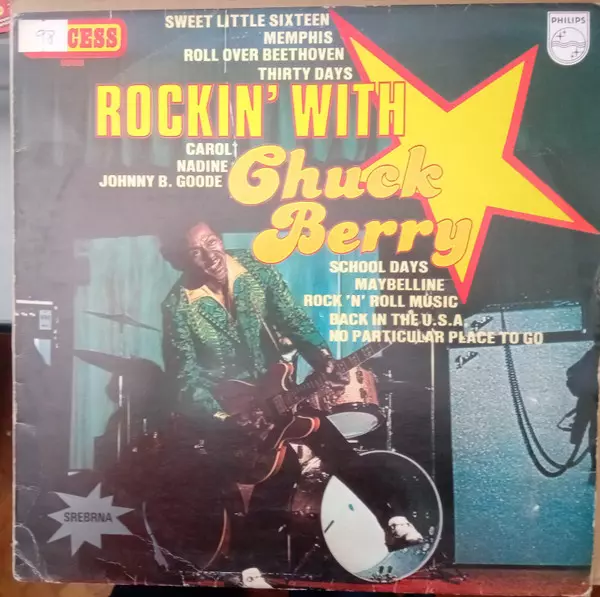 SWEET LITTLE SIXTEEN
MEMPHIS
ROLL OVER BEETHOVEN
THIRTY DAYS
PHILIPS
98
CESS
ROCKIN' WITH
CAROL
NADINE
JOHNNY B. GOODE
Chuck
Berry
SCHOOL DAYS
MAYBELLINE
ROCK 'N' ROLL MUSIC
BACK IN THE U.S.A.
NO PARTICULAR PLACE TO GO
SREBRNA